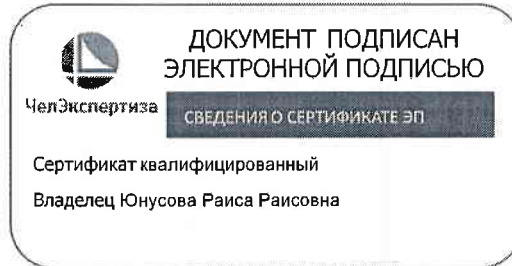 ДОКУМЕНТ ПОДПИСАН
ЭЛЕКТРОННОЙ ПОДПИСЬЮ
ЧелЭкспертиза
СВЕДЕНИЯ О СЕРТИФИКАТЕ ЭП
Сертификат квалифицированный
Владелец Юнусова Раиса Раисовна